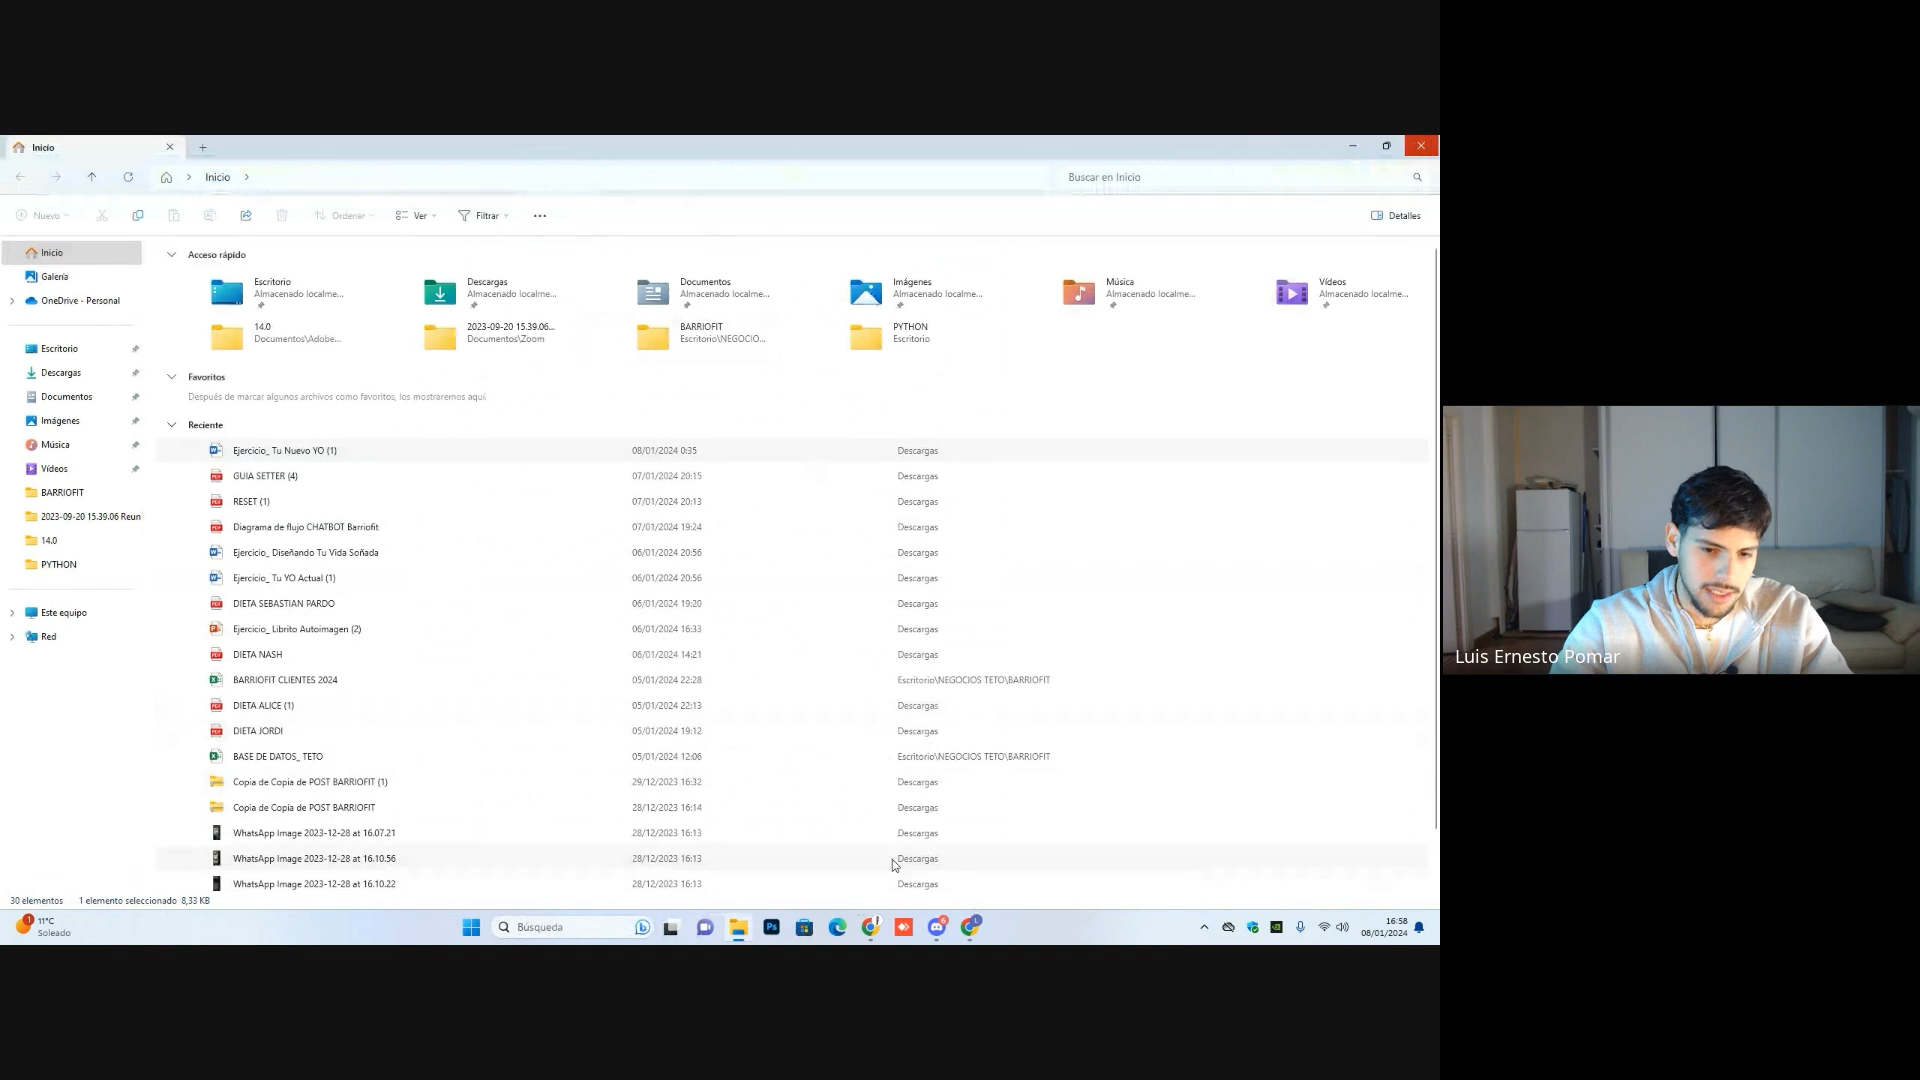 Inicio
Inicio
Buscar en Inicio
Nuevo
Ordenar
Ver
Filtrar
Detalles
Inicio
Galería
OneDrive - Personal
Escritorio
Descargas
Documentos
Imágenes
Música
Vídeos
BARRIOFIT
2023-09-20 15.39.06 Reun
14.0
PYTHON
Este equipo
Red
Acceso rápido
Escritorio
Almacenado localme...
Descargas
Almacenado localme...
Documentos
Almacenado localme...
Imágenes
Almacenado localme...
Música
Almacenado localme...
Vídeos
Almacenado localme...
14.0
Documentos\Adobe...
2023-09-20 15.39.06...
Documentos\Zoom
BARRIOFIT
Escritorio\NEGOCIO...
PYTHON
Escritorio
Favoritos
Después de marcar algunos archivos como favoritos, los mostraremos aquí.
Reciente
Ejercicio_ Tu Nuevo YO (1) 08/01/2024 0:35 Descargas
GUIA SETTER (4) 07/01/2024 20:15 Descargas
RESET (1) 07/01/2024 20:13 Descargas
Diagrama de flujo CHATBOT Barriofit 07/01/2024 19:24 Descargas
Ejercicio_ Diseñando Tu Vida Soñada 06/01/2024 20:56 Descargas
Ejercicio_ Tu YO Actual (1) 06/01/2024 20:56 Descargas
DIETA SEBASTIAN PARDO 06/01/2024 19:20 Descargas
Ejercicio_ Librito Autoimagen (2) 06/01/2024 16:33 Descargas
DIETA NASH 06/01/2024 14:21 Descargas
BARRIOFIT CLIENTES 2024 05/01/2024 22:28 Escritorio\NEGOCIOS TETO\BARRIOFIT
DIETA ALICE (1) 05/01/2024 22:13 Descargas
DIETA JORDI 05/01/2024 19:12 Descargas
BASE DE DATOS_ TETO 05/01/2024 12:06 Escritorio\NEGOCIOS TETO\BARRIOFIT
Copia de Copia de POST BARRIOFIT (1) 29/12/2023 16:32 Descargas
Copia de Copia de POST BARRIOFIT 28/12/2023 16:14 Descargas
WhatsApp Image 2023-12-28 at 16.07.21 28/12/2023 16:13 Descargas
WhatsApp Image 2023-12-28 at 16.10.56 28/12/2023 16:13 Descargas
WhatsApp Image 2023-12-28 at 16.10.22 28/12/2023 16:13 Descargas
30 elementos 1 elemento seleccionado 8,33 KB
1
11°C
Soleado
Búsqueda
Ps
16:58
08/01/2024
Luis Ernesto Pomar